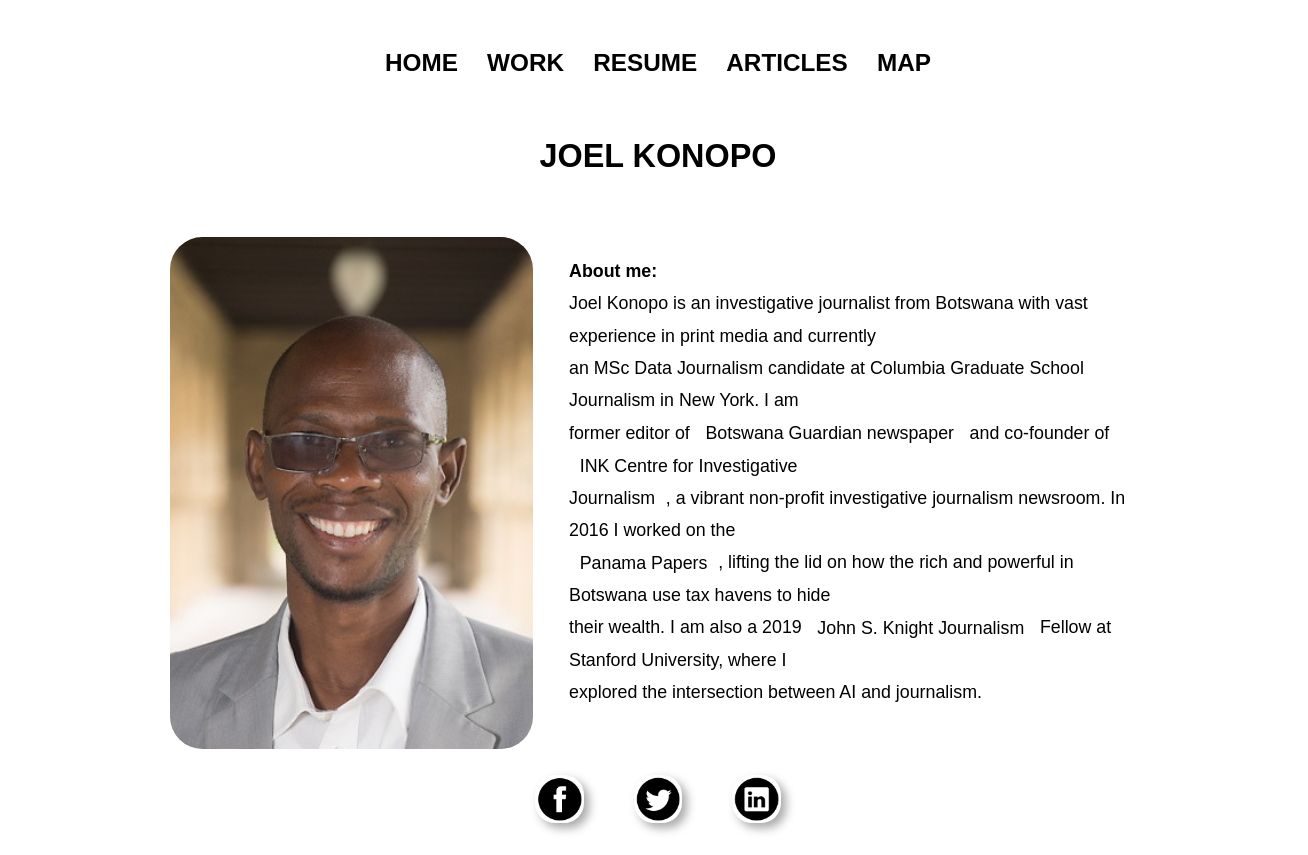 HOME WORK RESUME ARTICLES MAP
JOEL KONOPO
About me:
Joel Konopo is an investigative journalist from Botswana with vast
experience in print media and currently
an MSc Data Journalism candidate at Columbia Graduate School
Journalism in New York. I am
former editor of Botswana Guardian newspaper and co-founder of
INK Centre for Investigative
Journalism , a vibrant non-profit investigative journalism newsroom. In
2016 I worked on the
Panama Papers , lifting the lid on how the rich and powerful in
Botswana use tax havens to hide
their wealth. I am also a 2019 John S. Knight Journalism Fellow at
Stanford University, where I
explored the intersection between AI and journalism.